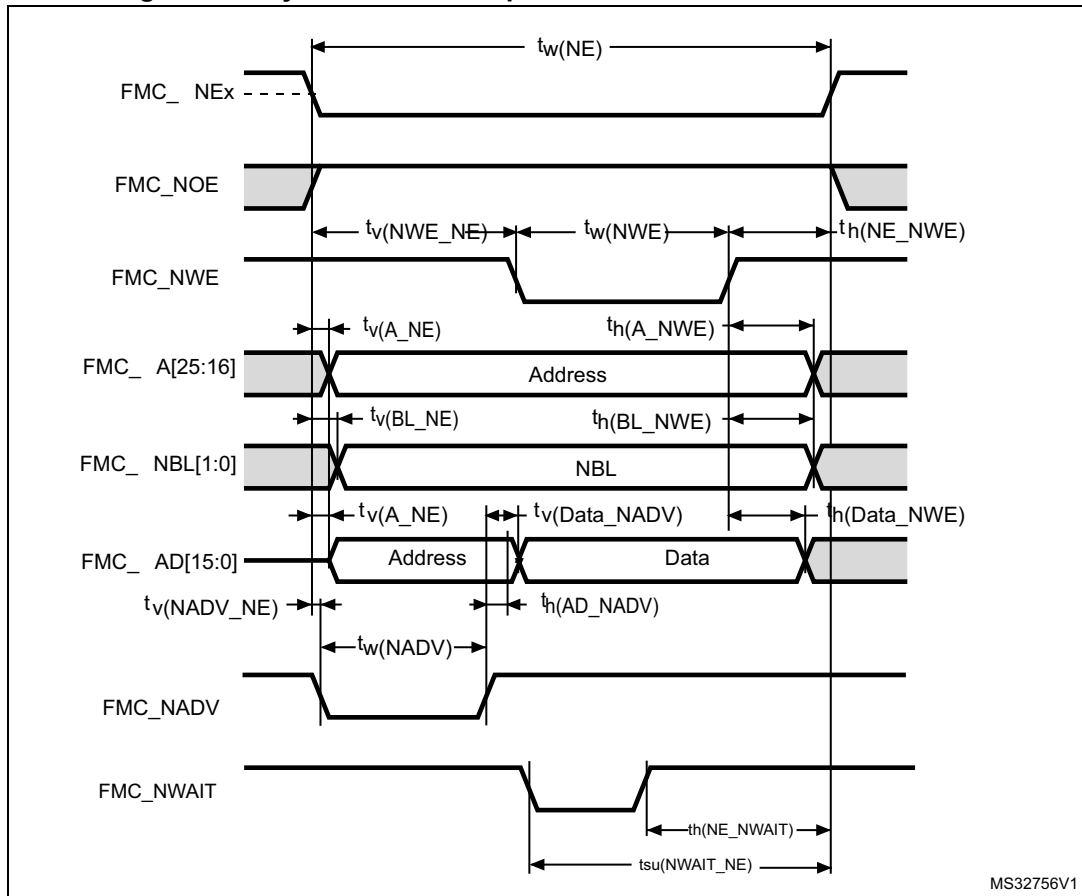 tw(NE)
FMC_ NEx
FMC_NOE
tv(NWE_NE) tw(NWE) th(NE_NWE)
FMC_NWE
tv(A_NE) th(A_NWE)
FMC_ A[25:16] Address
tv(BL_NE) th(BL_NWE)
FMC_ NBL[1:0] NBL
tv(A_NE) tv(Data_NADV) th(Data_NWE)
FMC_ AD[15:0] Address Data
tv(NADV_NE) th(AD_NADV)
tw(NADV)
FMC_NADV
FMC_NWAIT
th(NE_NWAIT)
tsu(NWAIT_NE)
MS32756V1